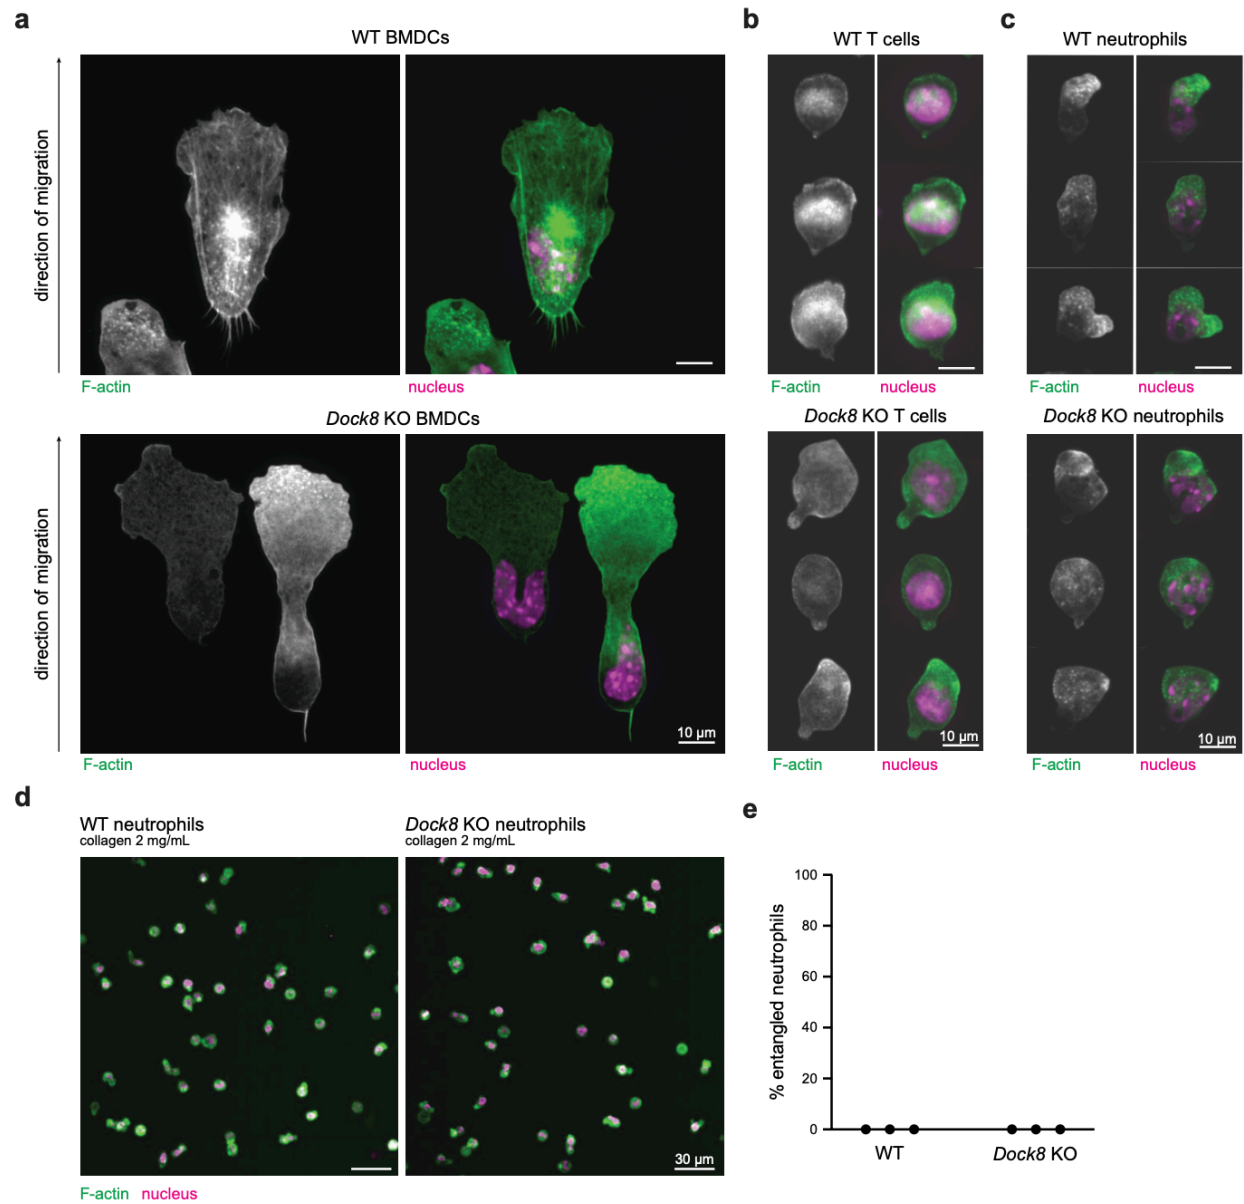 a
WT BMDCs
direction of migration
F-actin
nucleus
Dock8 KO BMDCs
direction of migration
10 µm
F-actin
nucleus
b
WT T cells
F-actin
nucleus
Dock8 KO T cells
10 µm
F-actin
nucleus
c
WT neutrophils
F-actin
nucleus
Dock8 KO neutrophils
10 µm
F-actin
nucleus
d
WT neutrophils
collagen 2 mg/mL
Dock8 KO neutrophils
collagen 2 mg/mL
30 µm
F-actin nucleus
e
% entangled neutrophils
100
80
60
40
20
0
WT
Dock8 KO